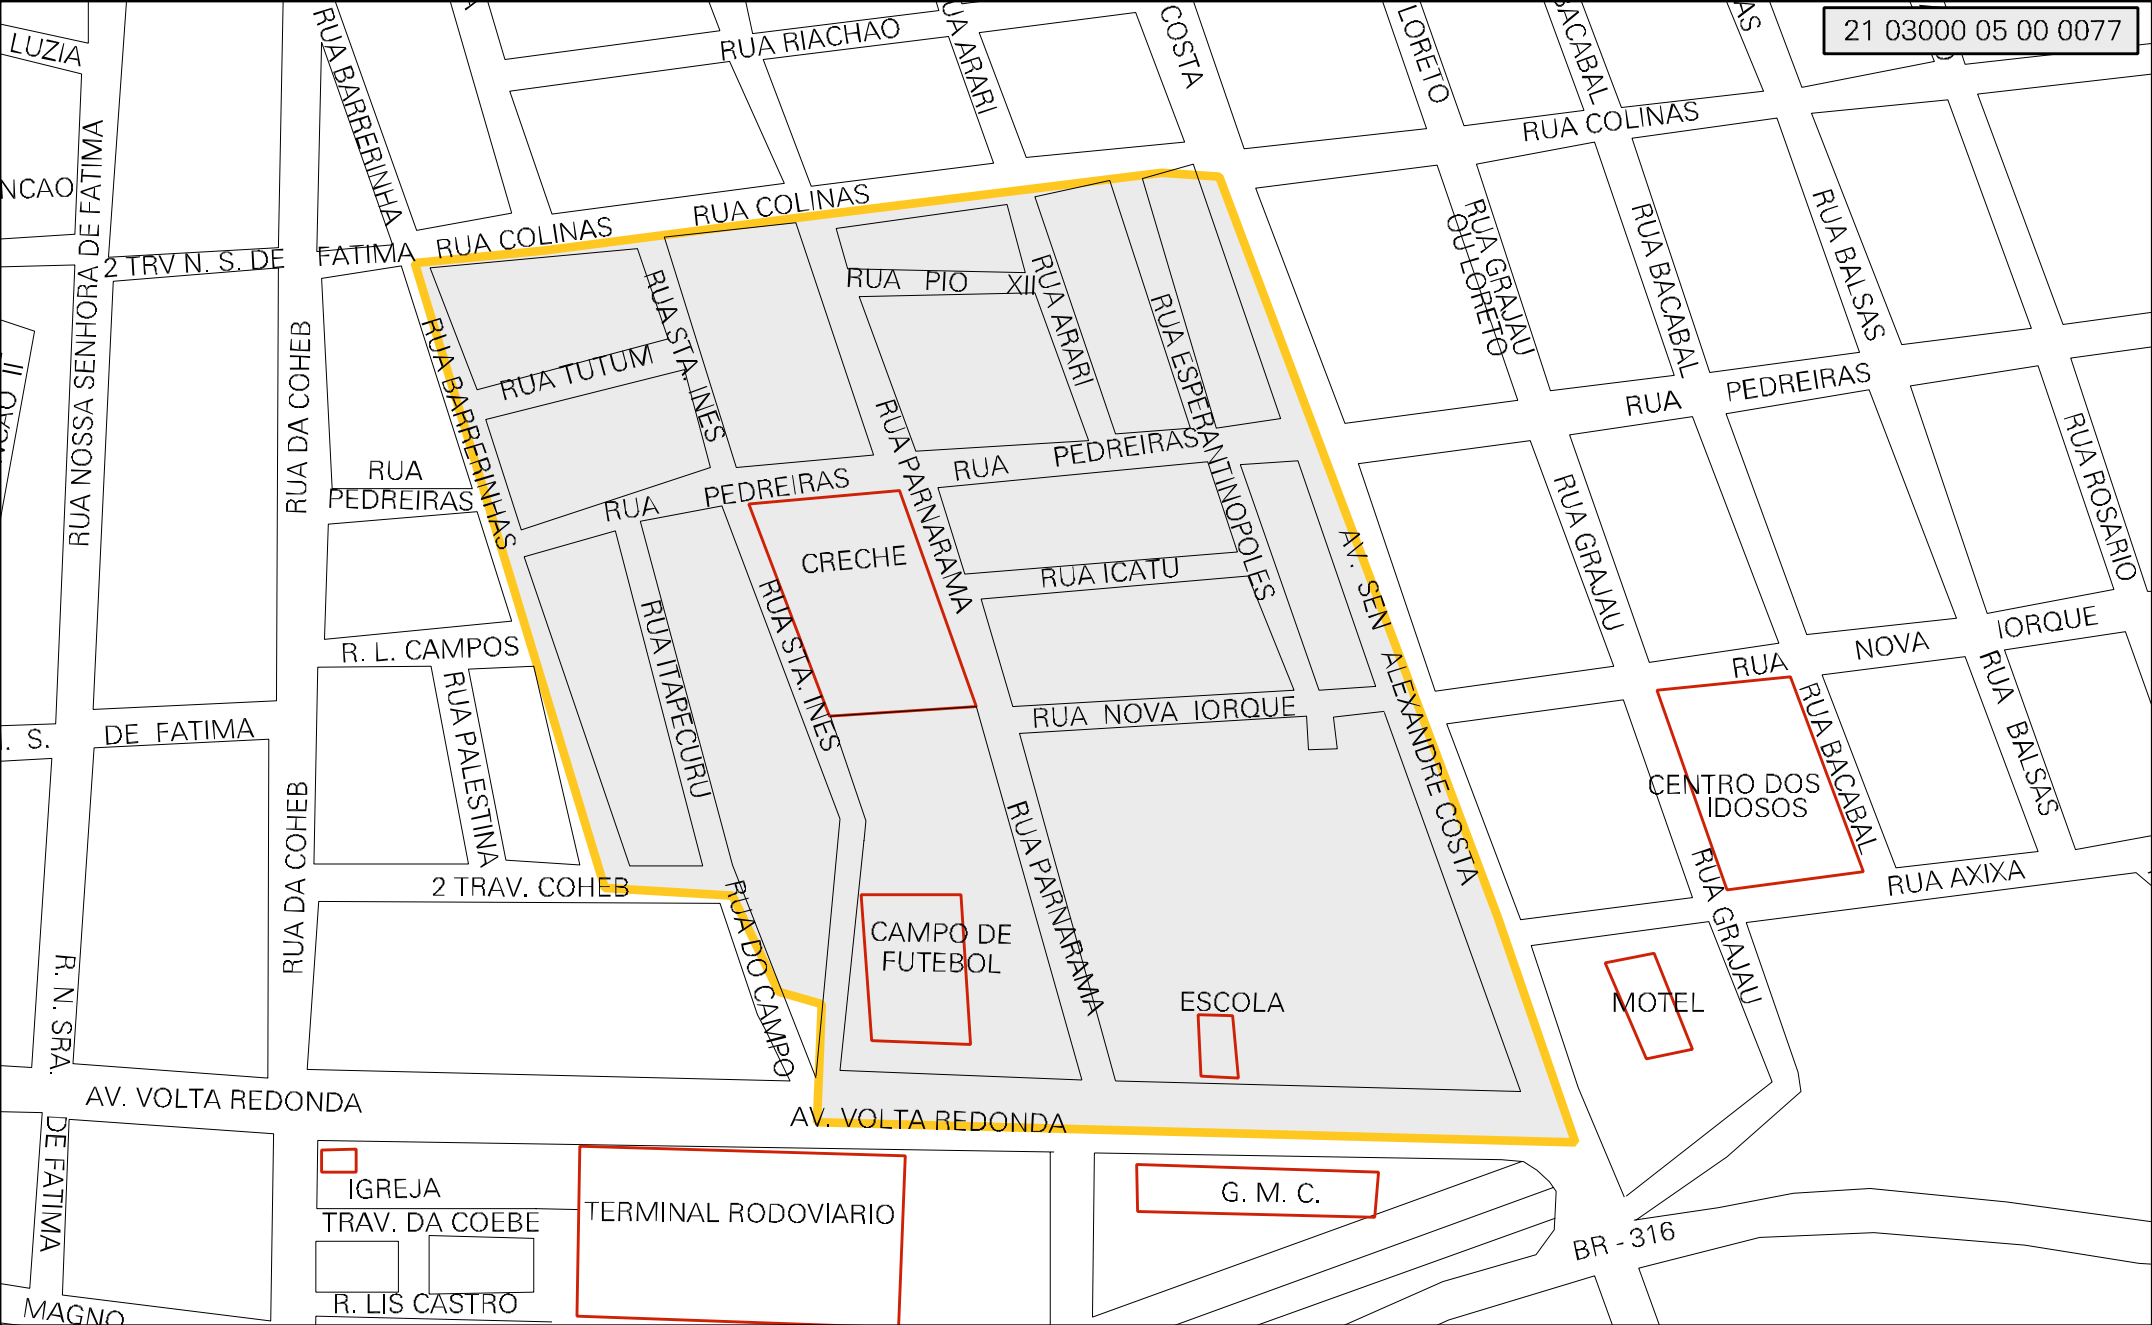 LUZIA
RUA BARRERINHA
RUA RIACHAO
RUA ARARI
COSTA
LORETO
BACABAL
AS
21 03000 05 00 0077
RUA COLINAS
NCAO
RUA NOSSA SENHORA DE FATIMA
2 TRV N. S. DE FATIMA
RUA COLINAS
RUA COLINAS
RUA DA COHEB
RUA BARRERINHAS
RUA STA. INES
RUA TUTUM
RUA PIO XII
RUA ARARI
RUA ESPERANTINOPOLES
RUA GRAJAU
OU LORETO
RUA BACABAL
RUA BALSAS
RUA PEDREIRAS
RUA
PEDREIRAS
RUA PEDREIRAS
RUA PARNARAMA
RUA PEDREIRAS
RUA ROSARIO
CRECHE
RUA ICATU
AV. SEN ALEXANDRE COSTA
RUA GRAJAU
R. L. CAMPOS
RUA PALESTINA
RUA ITAPECURU
RUA STA. INES
RUA NOVA IORQUE
RUA NOVA IORQUE
. S. DE FATIMA
RUA DA COHEB
CENTRO DOS
IDOSOS
RUA BACABAL
RUA BALSAS
RUA AXIXA
2 TRAV. COHEB
RUA DO CAMPO
CAMPO DE
FUTEBOL
RUA PARNARAMA
ESCOLA
RUA GRAJAU
MOTEL
R. N. SRA.
DE FATIMA
AV. VOLTA REDONDA
AV. VOLTA REDONDA
IGREJA
TRAV. DA COEBE
TERMINAL RODOVIARIO
G. M. C.
BR - 316
R. LIS CASTRO
MAGNO